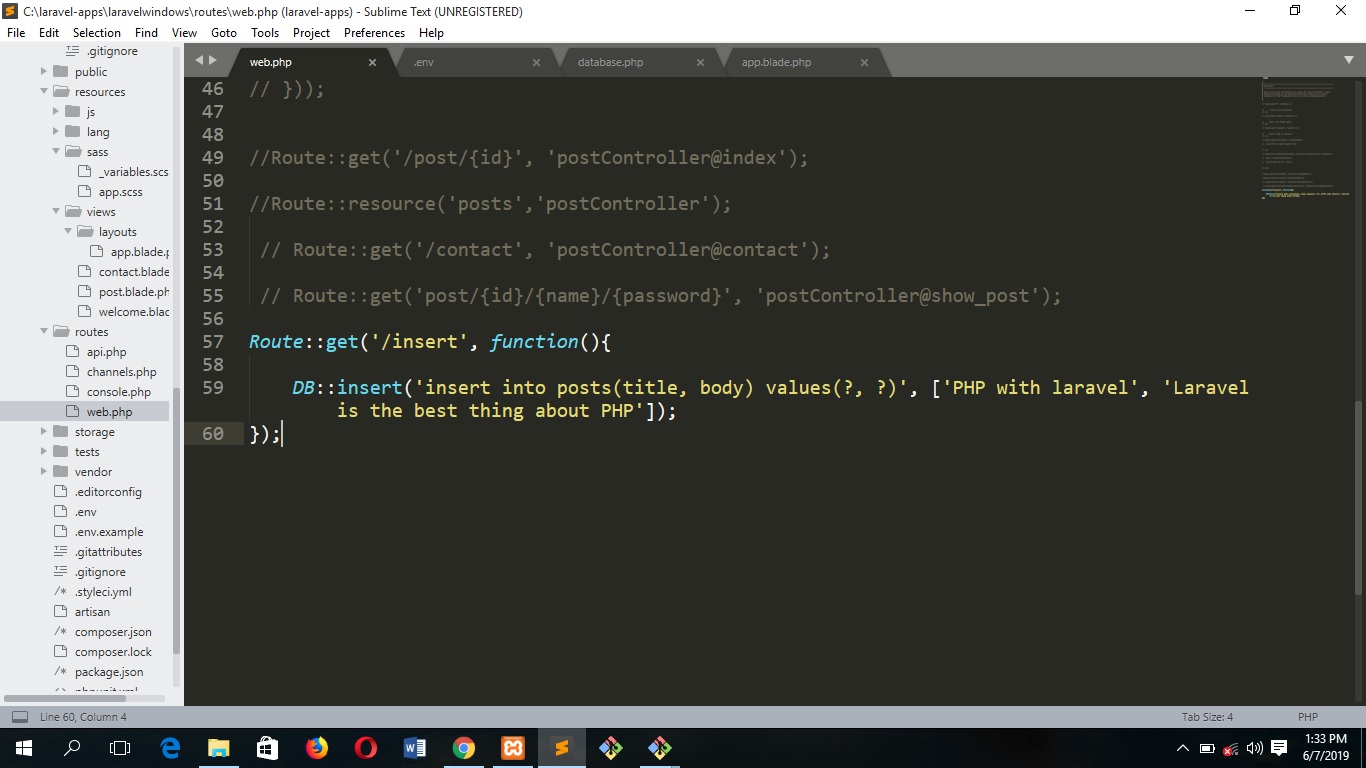 C:\laravel-apps\laravelwindows\routes\web.php (laravel-apps) - Sublime Text (UNREGISTERED)
File Edit Selection Find View Goto Tools Project Preferences Help
.gitignore
public
resources
js
lang
sass
_variables.scs
app.scss
views
layouts
app.blade.p
contact.blade
post.blade.ph
welcome.blad
routes
api.php
channels.php
console.php
web.php
storage
tests
vendor
.editorconfig
.env
.env.example
.gitattributes
.gitignore
/* .styleci.yml
artisan
/* composer.json
composer.lock
/* package.json
web.php × .env × database.php × app.blade.php ×
46 // }));
47
48
49 //Route::get('/post/{id}', 'postController@index');
50
51 //Route::resource('posts','postController');
52
53 // Route::get('/contact', 'postController@contact');
54
55 // Route::get('post/{id}/{name}/{password}', 'postController@show_post');
56
57 Route::get('/insert', function(){
58
59 DB::insert('insert into posts(title, body) values(?, ?)', ['PHP with laravel', 'Laravel
is the best thing about PHP']);
60 });
Line 60, Column 4 Tab Size: 4 PHP
1:33 PM
6/7/2019